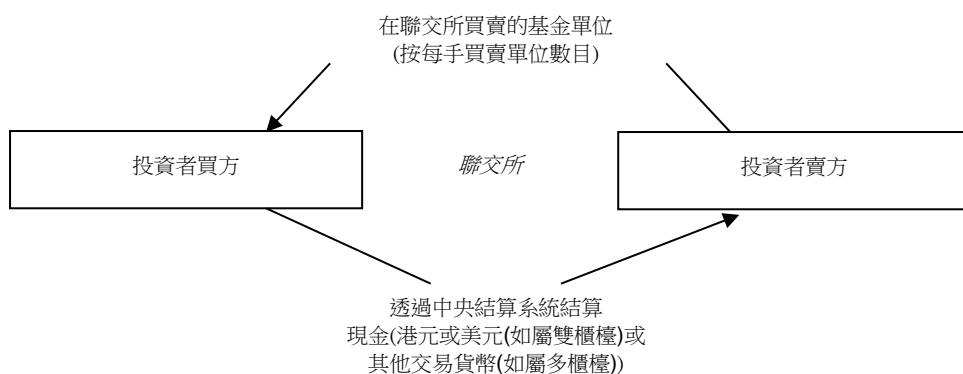 在聯交所買賣的基金單位
(按每手買賣單位數目)
投資者買方
聯交所
投資者賣方
透過中央結算系統結算
現金(港元或美元(如屬雙櫃檯)或
其他交易貨幣(如屬多櫃檯))